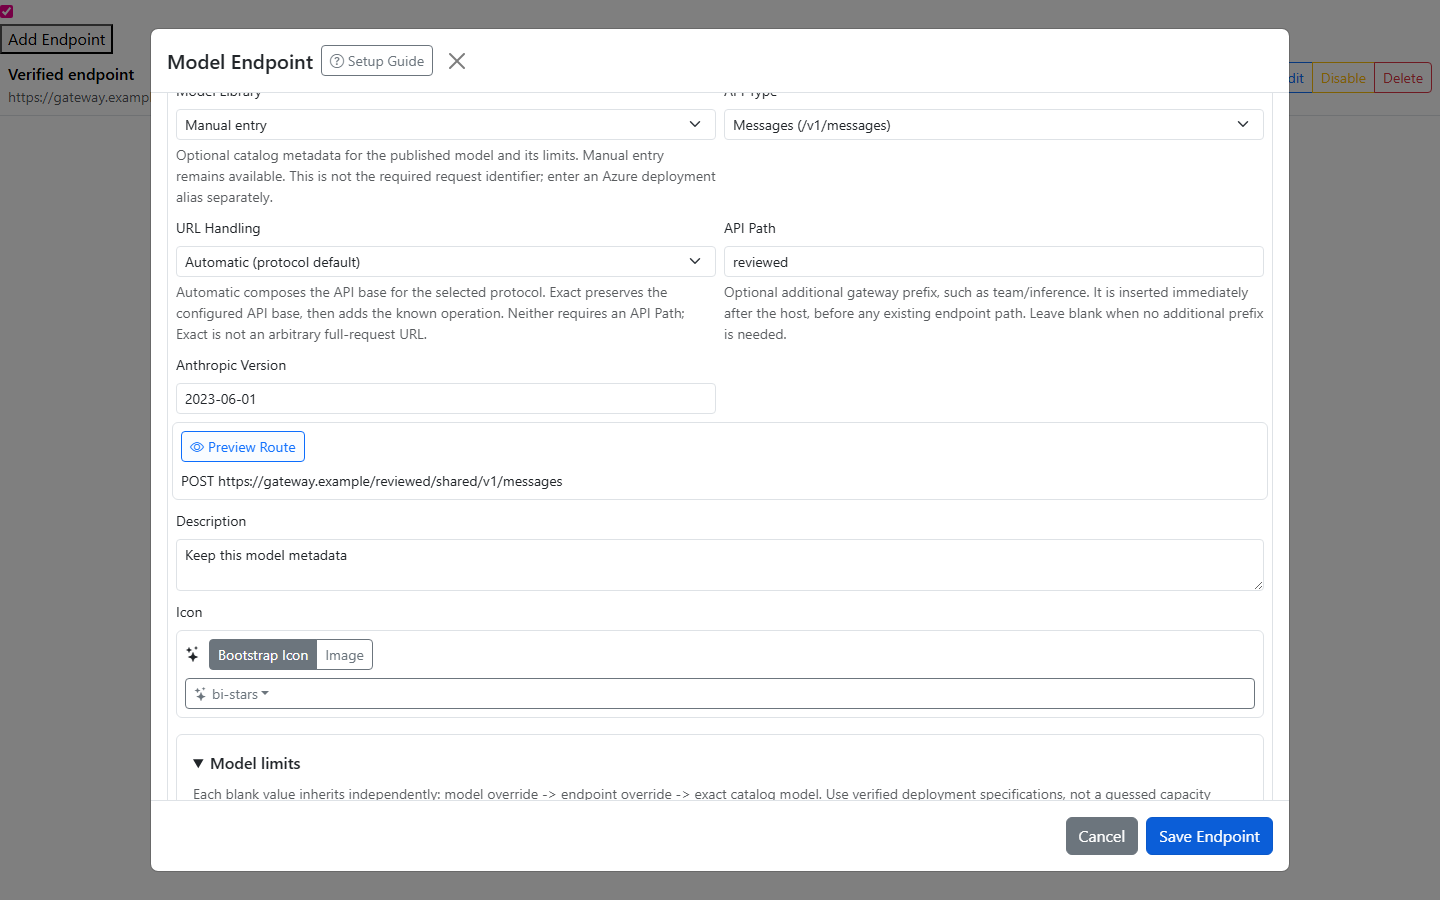 Add Endpoint
Verified endpoint
https://gateway.examp
dit
Disable
Delete
Model Endpoint
Setup Guide
Model Library
API Type
Manual entry
Messages (/v1/messages)
Optional catalog metadata for the published model and its limits. Manual entry
remains available. This is not the required request identifier; enter an Azure deployment
alias separately.
URL Handling
API Path
Automatic (protocol default)
reviewed
Automatic composes the API base for the selected protocol. Exact preserves the
configured API base, then adds the known operation. Neither requires an API Path;
Exact is not an arbitrary full-request URL.
Optional additional gateway prefix, such as team/inference. It is inserted immediately
after the host, before any existing endpoint path. Leave blank when no additional prefix
is needed.
Anthropic Version
2023-06-01
Preview Route
POST https://gateway.example/reviewed/shared/v1/messages
Description
Keep this model metadata
Icon
Bootstrap Icon
Image
bi-stars
Model limits
Each blank value inherits independently: model override -> endpoint override -> exact catalog model. Use verified deployment specifications, not a guessed capacity
Cancel
Save Endpoint